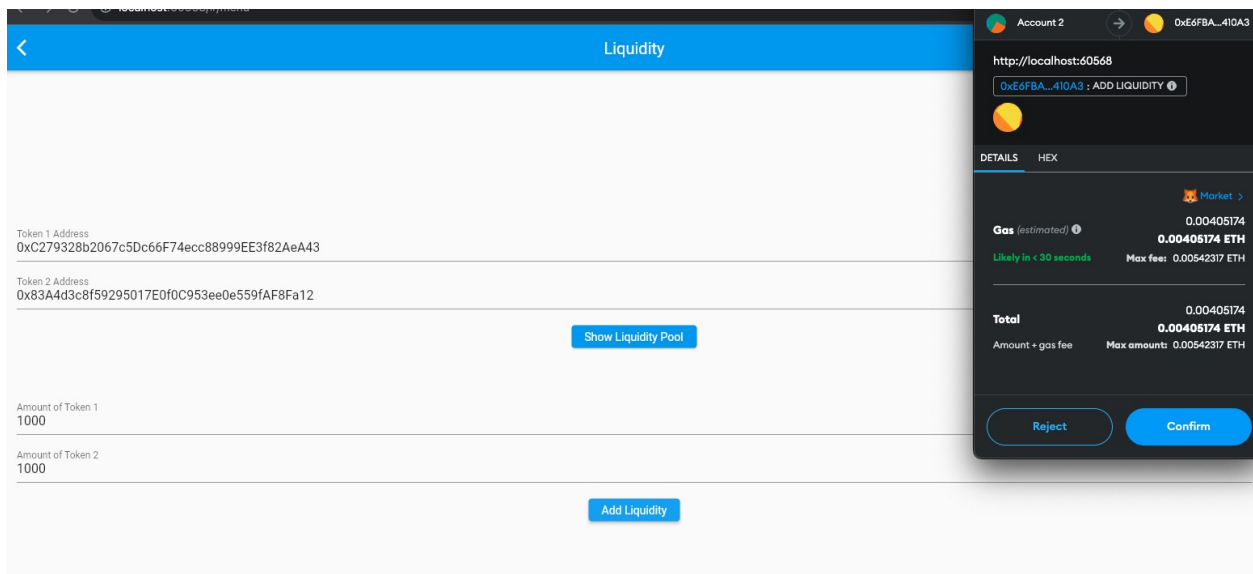 Liquidity
Token 1 Address
0xC279328b2067c5Dc66F74ecc88999EE3f82AeA43
Token 2 Address
0x83A4d3c8f59295017E0f0C953ee0e559fAF8Fa12
Show Liquidity Pool
Amount of Token 1
1000
Amount of Token 2
1000
Add Liquidity
Account 2
0xE6FBA...410A3
http://localhost:60568
0xE6FBA...410A3 : ADD LIQUIDITY
DETAILS HEX
Market >
0.00405174
Gas (estimated) 0.00405174 ETH
Likely in < 30 seconds Max fee: 0.00542317 ETH
0.00405174
Total 0.00405174 ETH
Amount + gas fee Max amount: 0.00542317 ETH
Reject Confirm